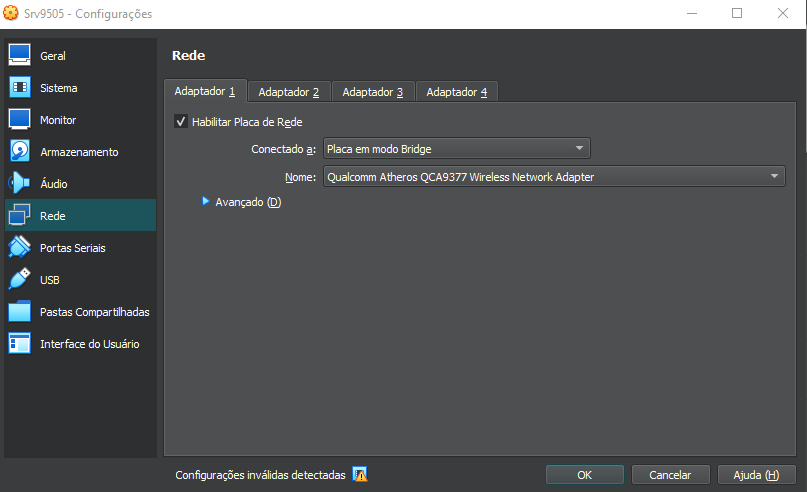 Srv9505 - Configurações
Geral
Sistema
Monitor
Armazenamento
Áudio
Rede
Portas Seriais
USB
Pastas Compartilhadas
Interface do Usuário
Rede
Adaptador 1 Adaptador 2 Adaptador 3 Adaptador 4
Habilitar Placa de Rede
Conectado a: Placa em modo Bridge
Nome: Qualcomm Atheros QCA9377 Wireless Network Adapter
Avançado (D)
Configurações inválidas detectadas
OK Cancelar Ajuda (H)